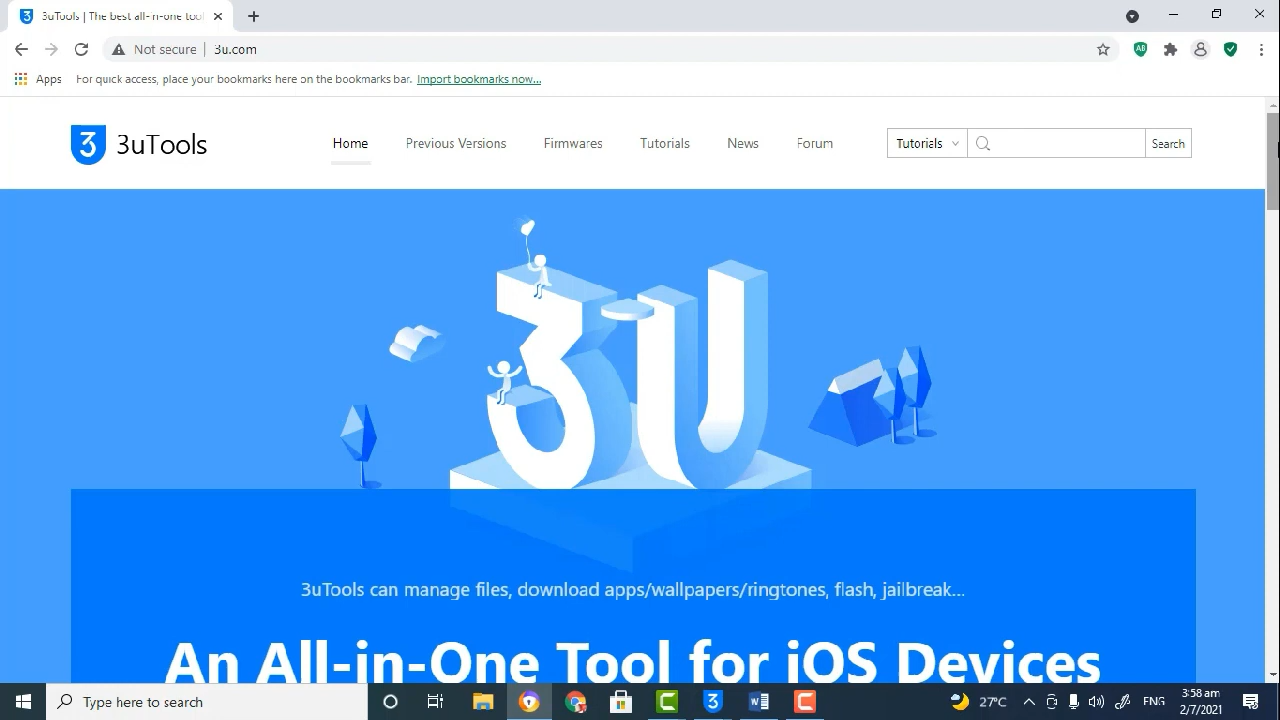 3uTools | The best all-in-one tool
Not secure | 3u.com
AB
Apps For quick access, place your bookmarks here on the bookmarks bar. Import bookmarks now...
3 3uTools Home Previous Versions Firmwares Tutorials News Forum Tutorials Search
3U
3uTools can manage files, download apps/wallpapers/ringtones, flash, jailbreak...
An All-in-One Tool for iOS Devices
Type here to search 27°C ENG 3:58 am
2/7/2021